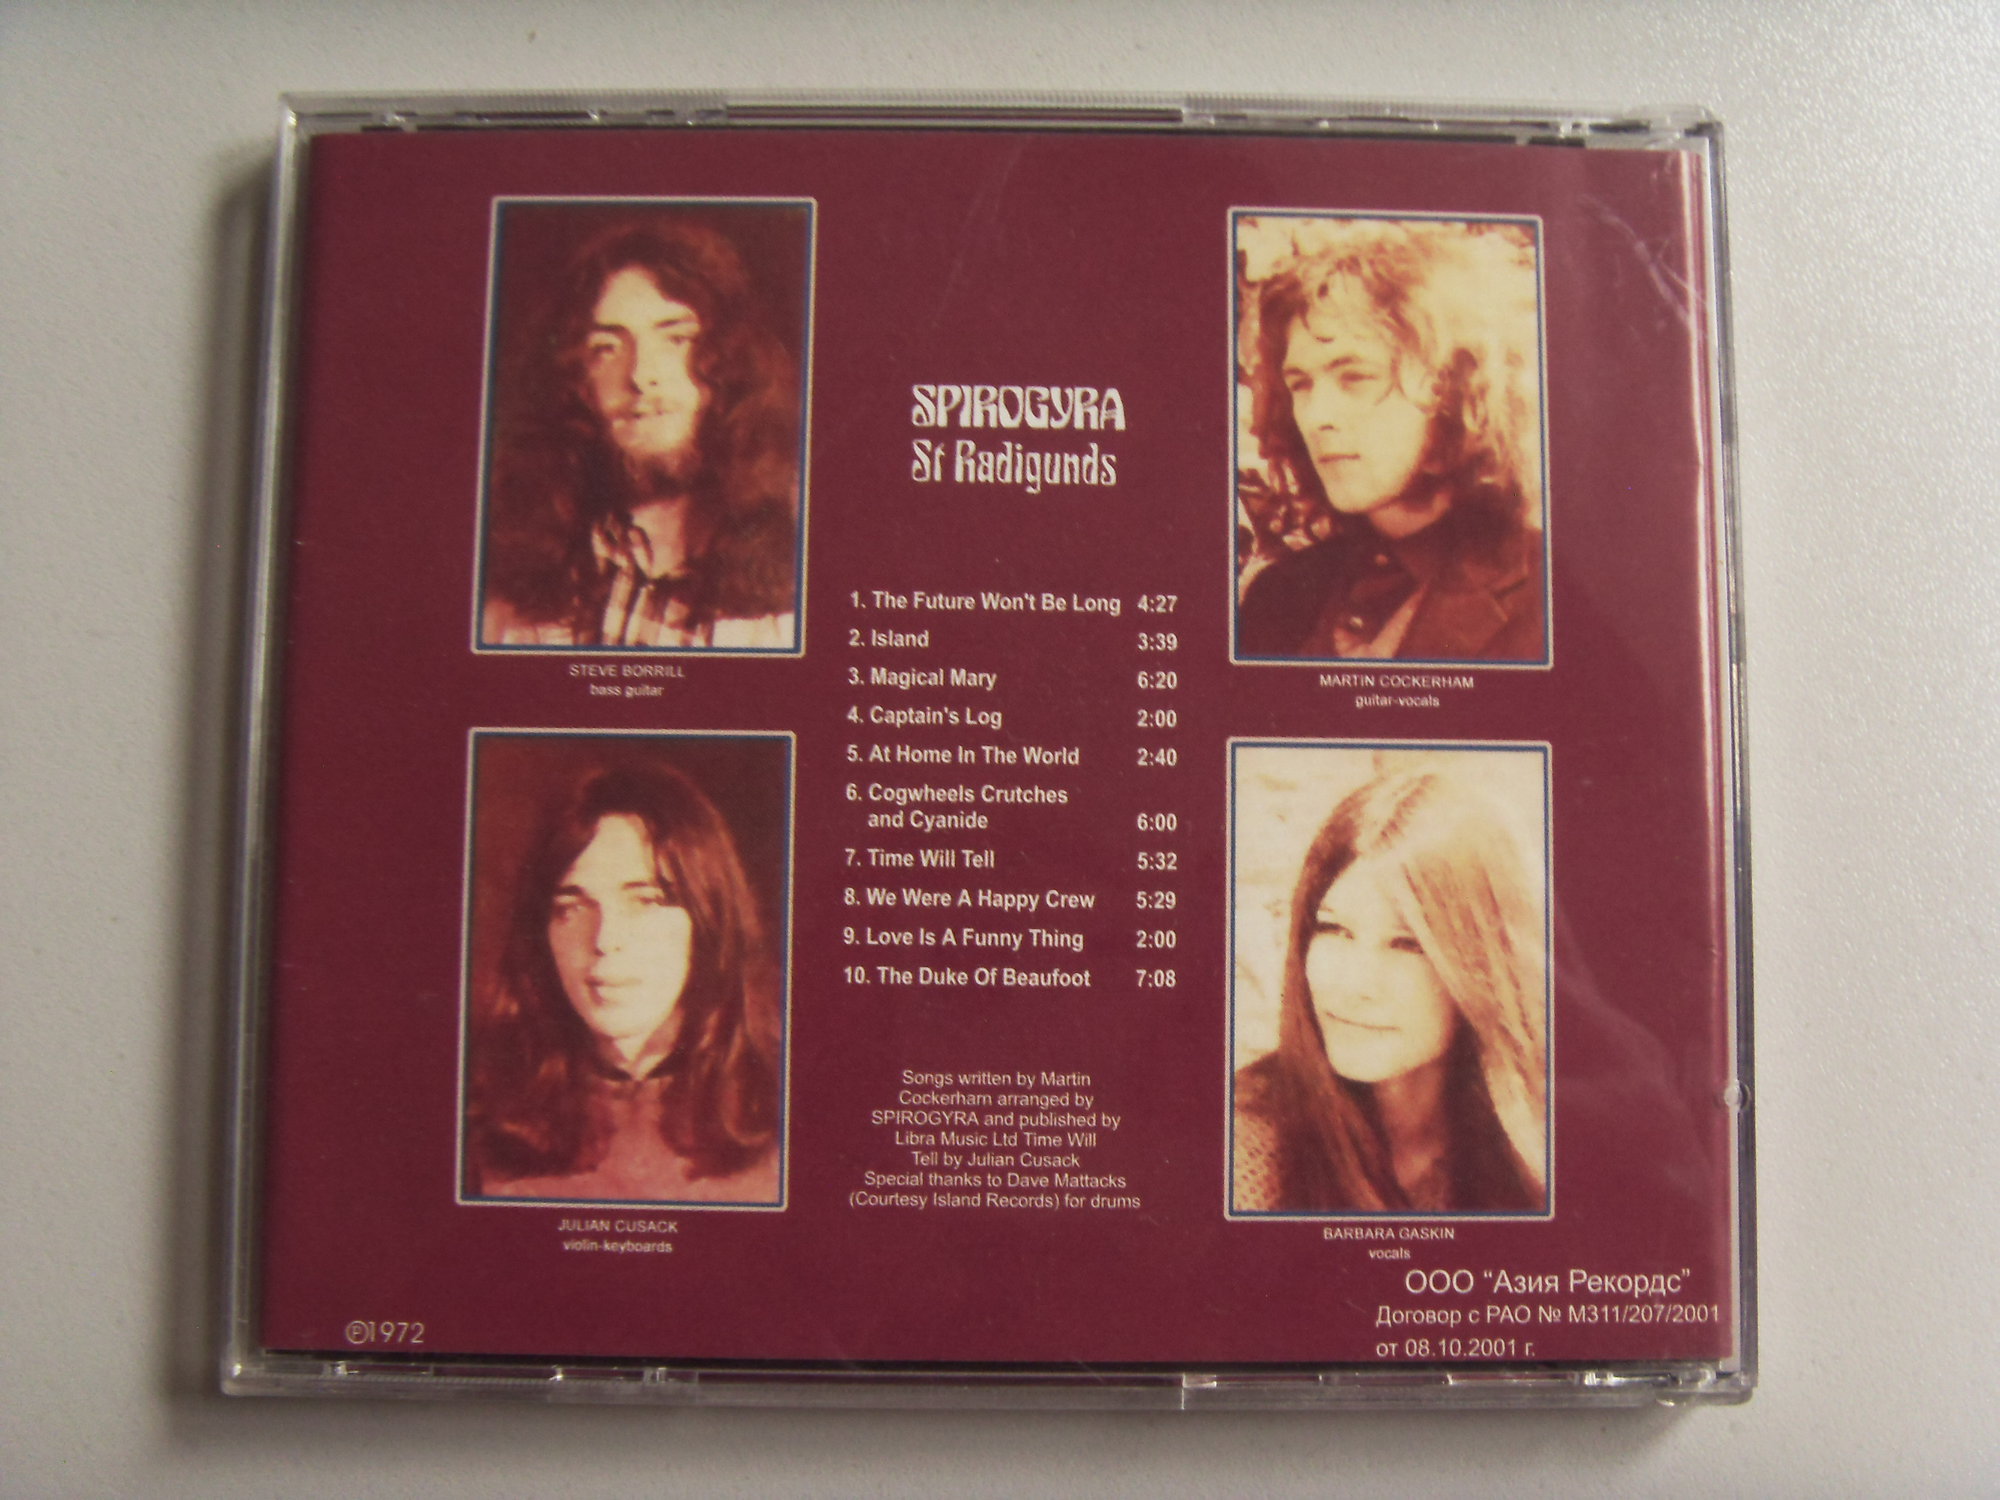 SPIROGYRA
St Radigunds
STEVE BORRILL
bass guitar
MARTIN COCKERHAM
guitar-vocals
1. The Future Won't Be Long 4:27
2. Island 3:39
3. Magical Mary 6:20
4. Captain's Log 2:00
5. At Home In The World 2:40
6. Cogwheels Crutches
and Cyanide 6:00
7. Time Will Tell 5:32
8. We Were A Happy Crew 5:29
9. Love Is A Funny Thing 2:00
10. The Duke Of Beaufoot 7:08
Songs written by Martin
Cockerham arranged by
SPIROGYRA and published by
Libra Music Ltd Time Will
Tell by Julian Cusack
Special thanks to Dave Mattacks
(Courtesy Island Records) for drums
JULIAN CUSACK
violin-keyboards
BARBARA GASKIN
vocals
ООО “Азия Рекордс”
Договор с РАО № М311/207/2001
от 08.10.2001 г.
℗1972